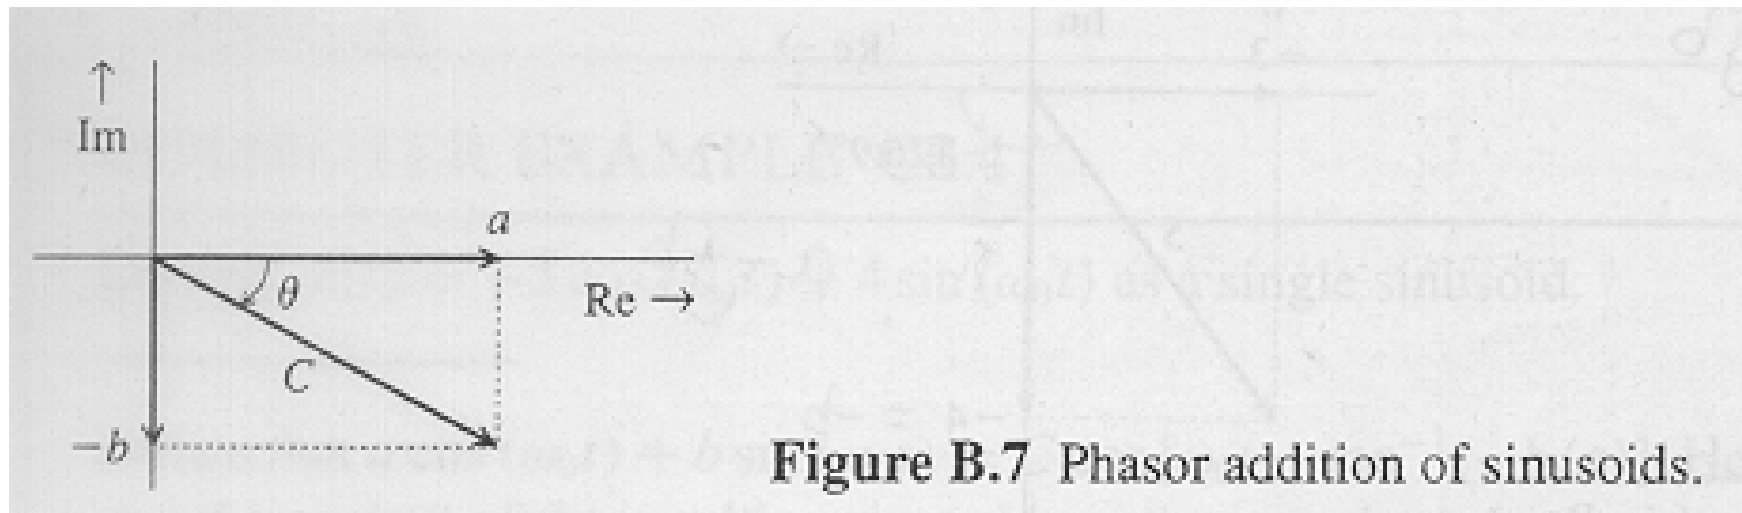 ↑
Im
a
θ
Re →
C
−b
Figure B.7 Phasor addition of sinusoids.